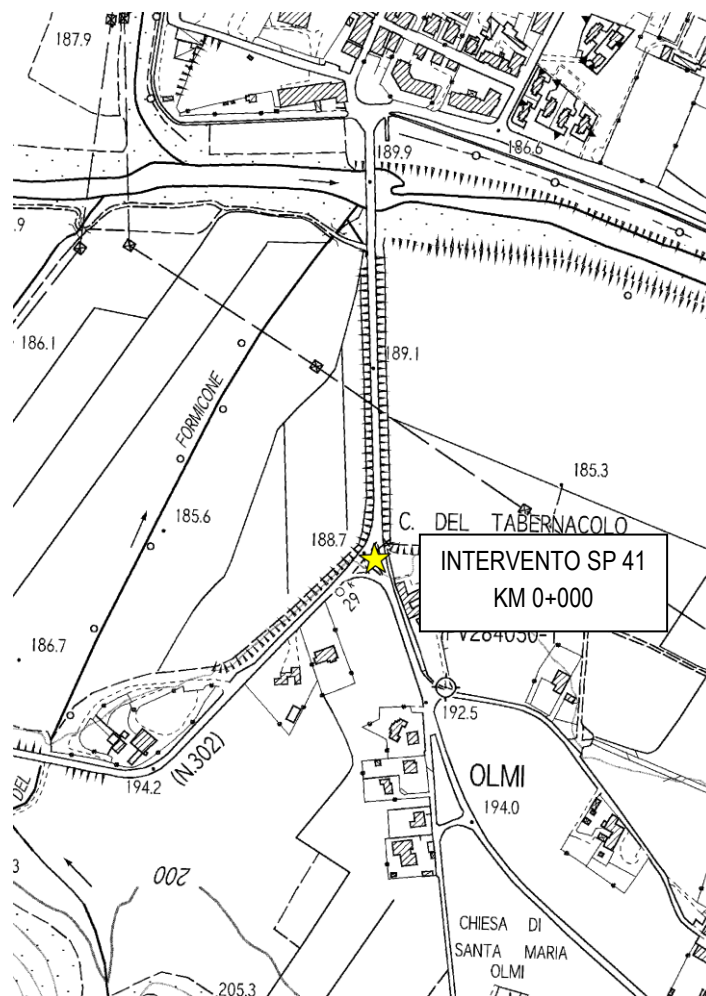 187.9
186.6
189.9
.9
186.1
189.1
FORMICONE
185.3
185.6
C. DEL TABERNACOLO
188.7
INTERVENTO SP 41
KM 0+000
29
186.7
192.5
(N.302)
OLMI
DEL
194.2
194.0
3
200
CHIESA DI
SANTA MARIA
OLMI
205.3